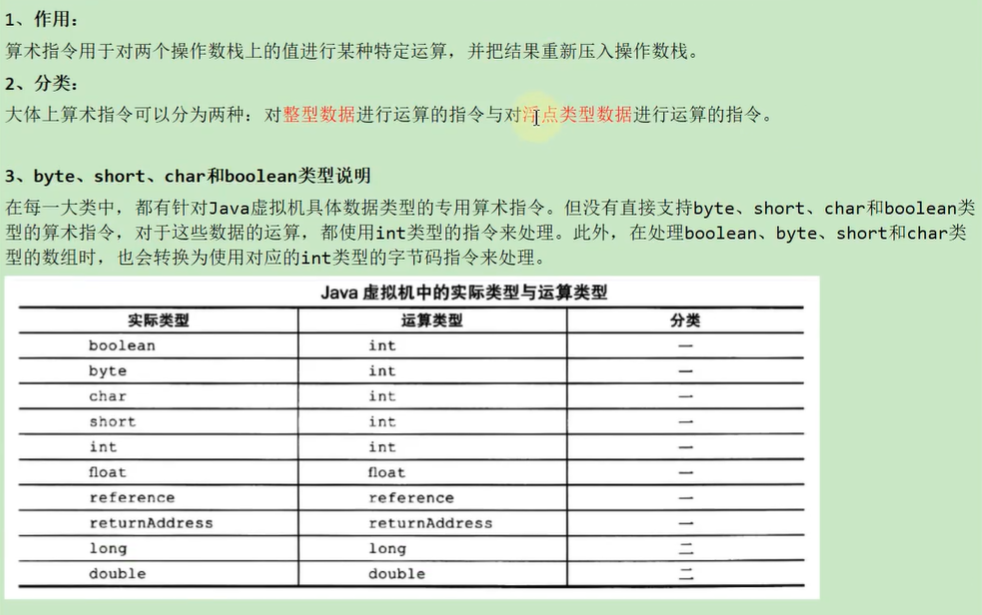 1、作用：
算术指令用于对两个操作数栈上的值进行某种特定运算，并把结果重新压入操作数栈。
2、分类：
大体上算术指令可以分为两种：对整型数据进行运算的指令与对浮点类型数据进行运算的指令。
3、byte、short、char和boolean类型说明
在每一大类中，都有针对Java虚拟机具体数据类型的专用算术指令。但没有直接支持byte、short、char和boolean类
型的算术指令，对于这些数据的运算，都使用int类型的指令来处理。此外，在处理boolean、byte、short和char类
型的数组时，也会转换为使用对应的int类型的字节码指令来处理。
Java 虚拟机中的实际类型与运算类型
实际类型 运算类型 分类
boolean int 一
byte int 一
char int 一
short int 一
int int 一
float float 一
reference reference 一
returnAddress returnAddress 一
long long 二
double double 二